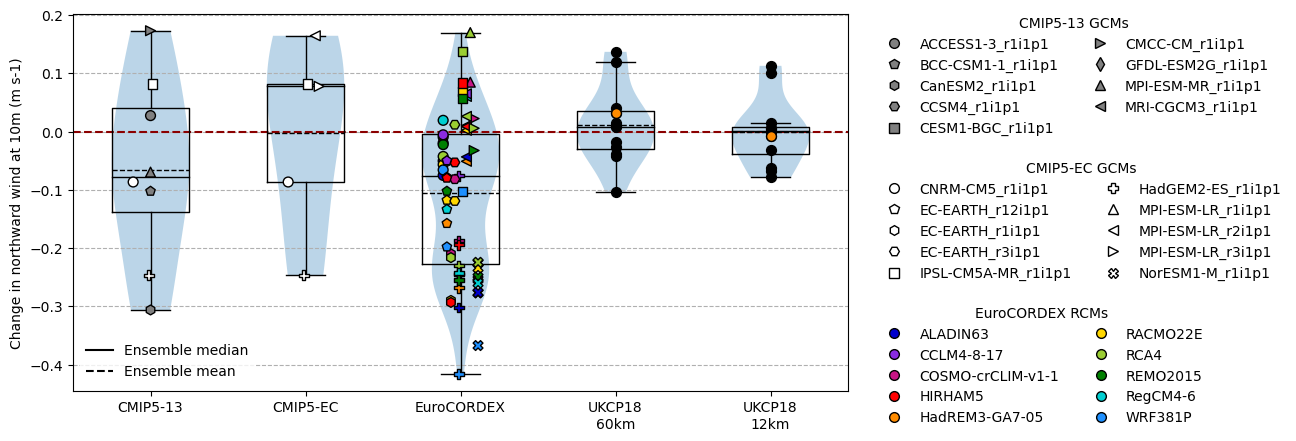 Change in northward wind at 10m (m s-1)
0.2
0.1
0.0
−0.1
−0.2
−0.3
−0.4
Ensemble median
Ensemble mean
CMIP5-13
CMIP5-EC
EuroCORDEX
UKCP18
60km
UKCP18
12km
CMIP5-13 GCMs
ACCESS1-3_r1i1p1
BCC-CSM1-1_r1i1p1
CanESM2_r1i1p1
CCSM4_r1i1p1
CESM1-BGC_r1i1p1
CMCC-CM_r1i1p1
GFDL-ESM2G_r1i1p1
MPI-ESM-MR_r1i1p1
MRI-CGCM3_r1i1p1
CMIP5-EC GCMs
CNRM-CM5_r1i1p1
EC-EARTH_r12i1p1
EC-EARTH_r1i1p1
EC-EARTH_r3i1p1
IPSL-CM5A-MR_r1i1p1
HadGEM2-ES_r1i1p1
MPI-ESM-LR_r1i1p1
MPI-ESM-LR_r2i1p1
MPI-ESM-LR_r3i1p1
NorESM1-M_r1i1p1
EuroCORDEX RCMs
ALADIN63
CCLM4-8-17
COSMO-crCLIM-v1-1
HIRHAM5
HadREM3-GA7-05
RACMO22E
RCA4
REMO2015
RegCM4-6
WRF381P